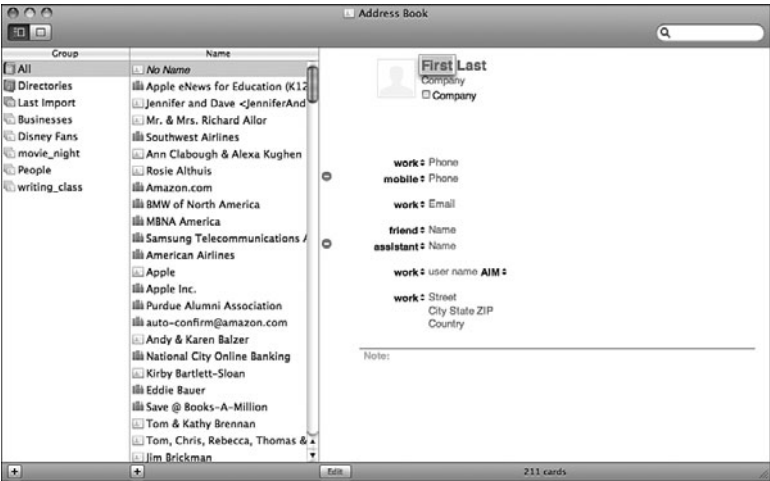 Address Book
Group
Name
All
Directories
Last Import
Businesses
Disney Fans
movie_night
People
writing_class
No Name
Apple eNews for Education (K12
Jennifer and Dave <JenniferAnd
Mr. & Mrs. Richard Allor
Southwest Airlines
Ann Clabough & Alexa Kughen
Rosie Althuis
Amazon.com
BMW of North America
MBNA America
Samsung Telecommunications A
American Airlines
Apple
Apple Inc.
Purdue Alumni Association
auto-confirm@amazon.com
Andy & Karen Balzer
National City Online Banking
Kirby Bartlett-Sloan
Eddie Bauer
Save @ Books-A-Million
Tom & Kathy Brennan
Tom, Chris, Rebecca, Thomas &
Jim Brickman
First Last
Company
Company
work Phone
mobile Phone
work Email
friend Name
assistant Name
work user name AIM
work Street
City State ZIP
Country
Note:
Edit
211 cards